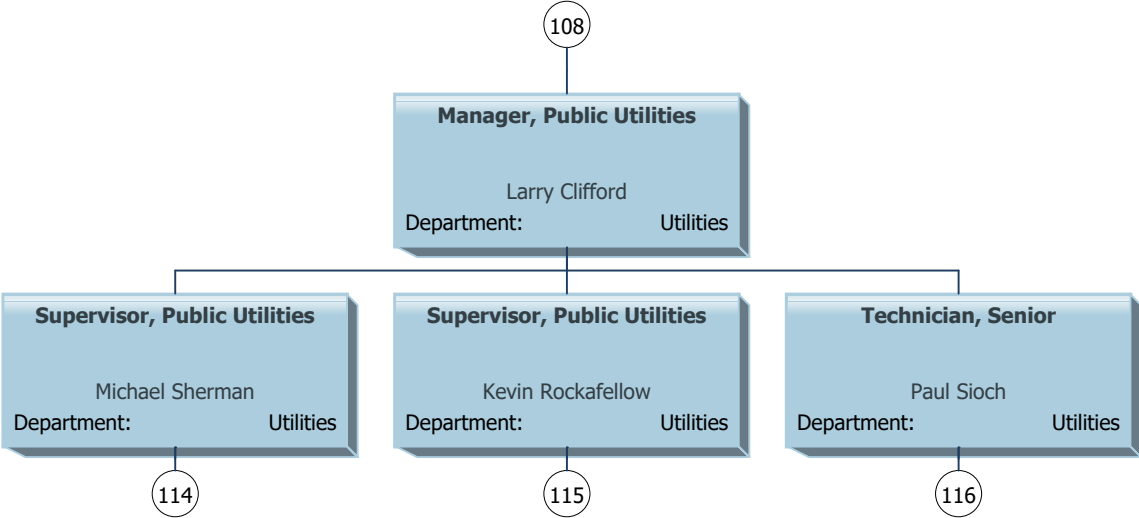 108
Manager, Public Utilities
Larry Clifford
Department: Utilities
Supervisor, Public Utilities
Michael Sherman
Department: Utilities
114
Supervisor, Public Utilities
Kevin Rockafellow
Department: Utilities
115
Technician, Senior
Paul Sioch
Department: Utilities
116